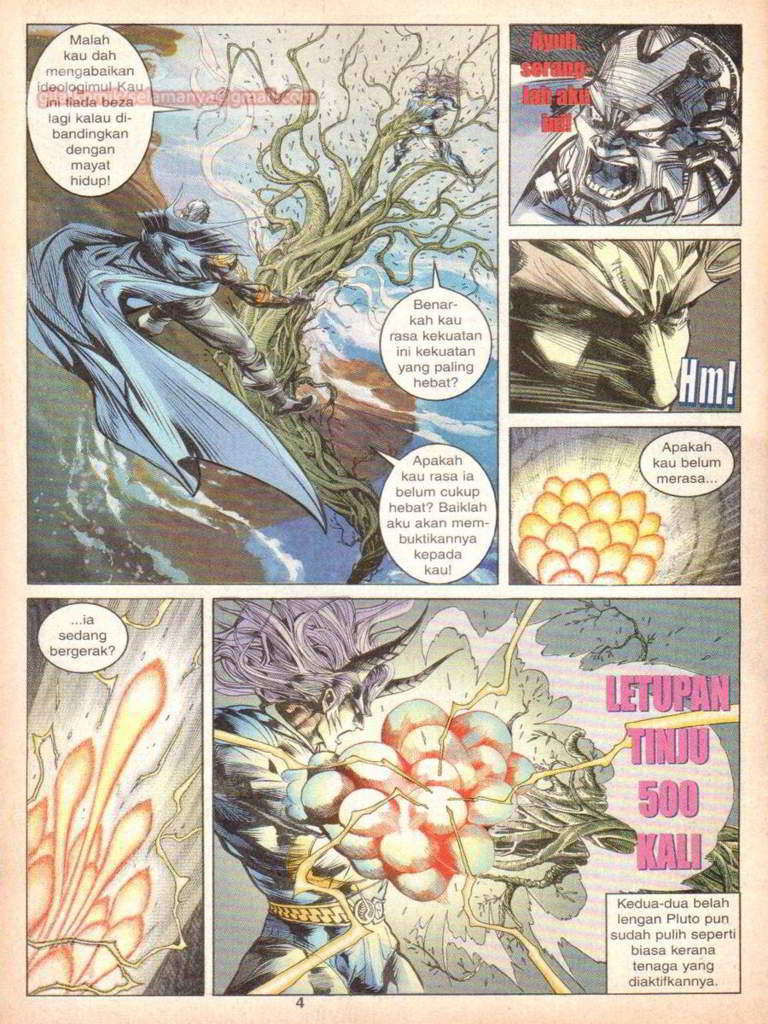 Malah
kau dah
mengabaikan
ideologimu! Kau
ini tiada beza
lagi kalau di-
bandingkan
dengan
mayat
hidup!
Benar-
kah kau
rasa kekuatan
ini kekuatan
yang paling
hebat?
Apakah
kau rasa ia
belum cukup
hebat? Baiklah
aku akan mem-
buktikannya
kepada
kau!
Ayuh,
serang-
lah aku
ini!
Hm!
Apakah
kau belum
merasa...
...ia
sedang
bergerak?
LETUPAN
TINJU
500
KALI
Kedua-dua belah
lengan Pluto pun
sudah pulih seperti
biasa kerana
tenaga yang
diaktifkannya.
4